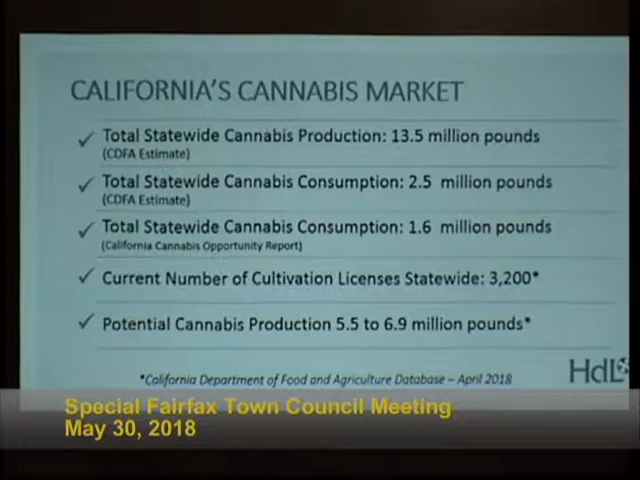 CALIFORNIA'S CANNABIS MARKET
✓ Total Statewide Cannabis Production: 13.5 million pounds
(CDFA Estimate)
✓ Total Statewide Cannabis Consumption: 2.5 million pounds
(CDFA Estimate)
✓ Total Statewide Cannabis Consumption: 1.6 million pounds
(California Cannabis Opportunity Report)
✓ Current Number of Cultivation Licenses Statewide: 3,200*
✓ Potential Cannabis Production 5.5 to 6.9 million pounds*
*California Department of Food and Agriculture Database – April 2018
HdL
Special Fairfax Town Council Meeting
May 30, 2018